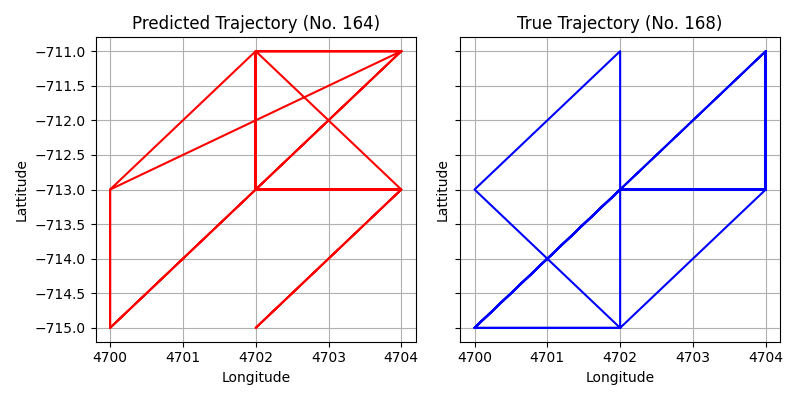 Predicted Trajectory (No. 164)
True Trajectory (No. 168)
−711.0
−711.5
−712.0
−712.5
−713.0
−713.5
−714.0
−714.5
−715.0
Lattitude
Lattitude
4700 4701 4702 4703 4704
4700 4701 4702 4703 4704
Longitude
Longitude